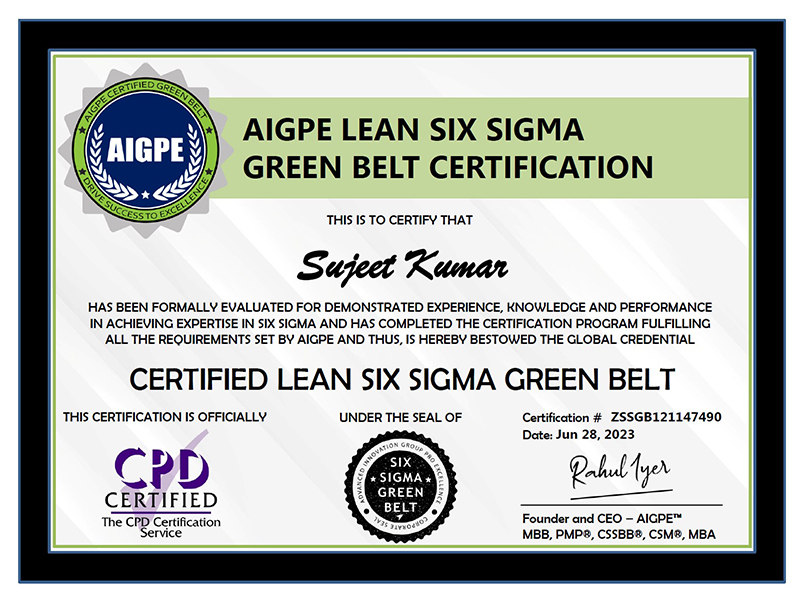 AIGPE CERTIFIED GREEN BELT
AIGPE
DRIVE SUCCESS TO EXCELLENCE
AIGPE LEAN SIX SIGMA
GREEN BELT CERTIFICATION
THIS IS TO CERTIFY THAT
Sujeet Kumar
HAS BEEN FORMALLY EVALUATED FOR DEMONSTRATED EXPERIENCE, KNOWLEDGE AND PERFORMANCE
IN ACHIEVING EXPERTISE IN SIX SIGMA AND HAS COMPLETED THE CERTIFICATION PROGRAM FULFILLING
ALL THE REQUIREMENTS SET BY AIGPE AND THUS, IS HEREBY BESTOWED THE GLOBAL CREDENTIAL
CERTIFIED LEAN SIX SIGMA GREEN BELT
THIS CERTIFICATION IS OFFICIALLY
CPD
CERTIFIED
The CPD Certification
Service
UNDER THE SEAL OF
ADVANCED INNOVATION GROUP PRO EXCELLENCE
SIX
SIGMA
GREEN
BELT
CORPORATE SEAL
Certification # ZSSGB121147490
Date: Jun 28, 2023
Rahul Iyer
Founder and CEO – AIGPE™
MBB, PMP®, CSSBB®, CSM®, MBA